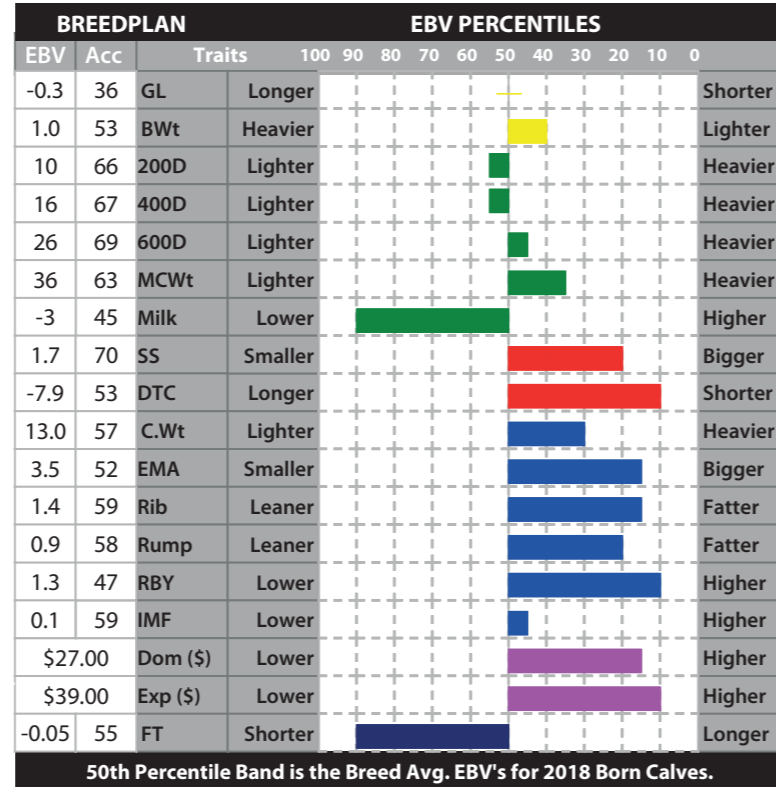 BREEDPLAN EBV PERCENTILES
EBV Acc Traits 100 90 80 70 60 50 40 30 20 10 0
-0.3 36 GL Longer Shorter
1.0 53 BWt Heavier Lighter
10 66 200D Lighter Heavier
16 67 400D Lighter Heavier
26 69 600D Lighter Heavier
36 63 MCWt Lighter Heavier
-3 45 Milk Lower Higher
1.7 70 SS Smaller Bigger
-7.9 53 DTC Longer Shorter
13.0 57 C.Wt Lighter Heavier
3.5 52 EMA Smaller Bigger
1.4 59 Rib Leaner Fatter
0.9 58 Rump Leaner Fatter
1.3 47 RBY Lower Higher
0.1 59 IMF Lower Higher
$27.00 Dom ($) Lower Higher
$39.00 Exp ($) Lower Higher
-0.05 55 FT Shorter Longer
50th Percentile Band is the Breed Avg. EBV's for 2018 Born Calves.